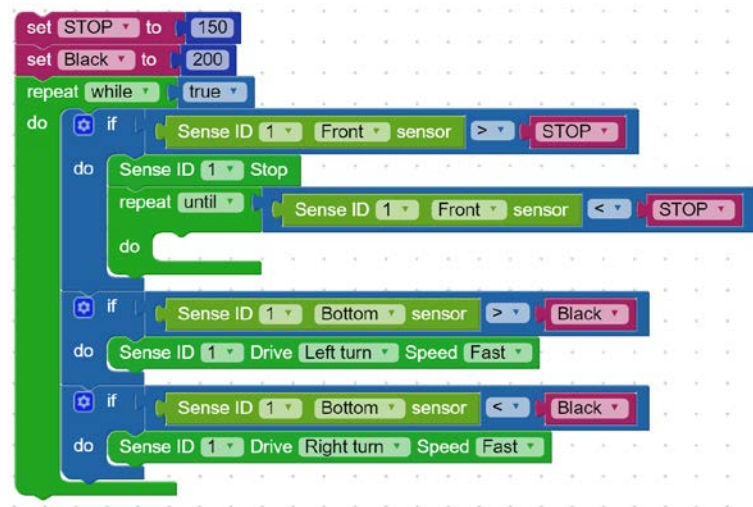 set STOP to 150
set Black to 200
repeat while true
do if Sense ID 1 Front sensor > STOP
do Sense ID 1 Stop
repeat until Sense ID 1 Front sensor < STOP
do
if Sense ID 1 Bottom sensor > Black
do Sense ID 1 Drive Left turn Speed Fast
if Sense ID 1 Bottom sensor < Black
do Sense ID 1 Drive Right turn Speed Fast